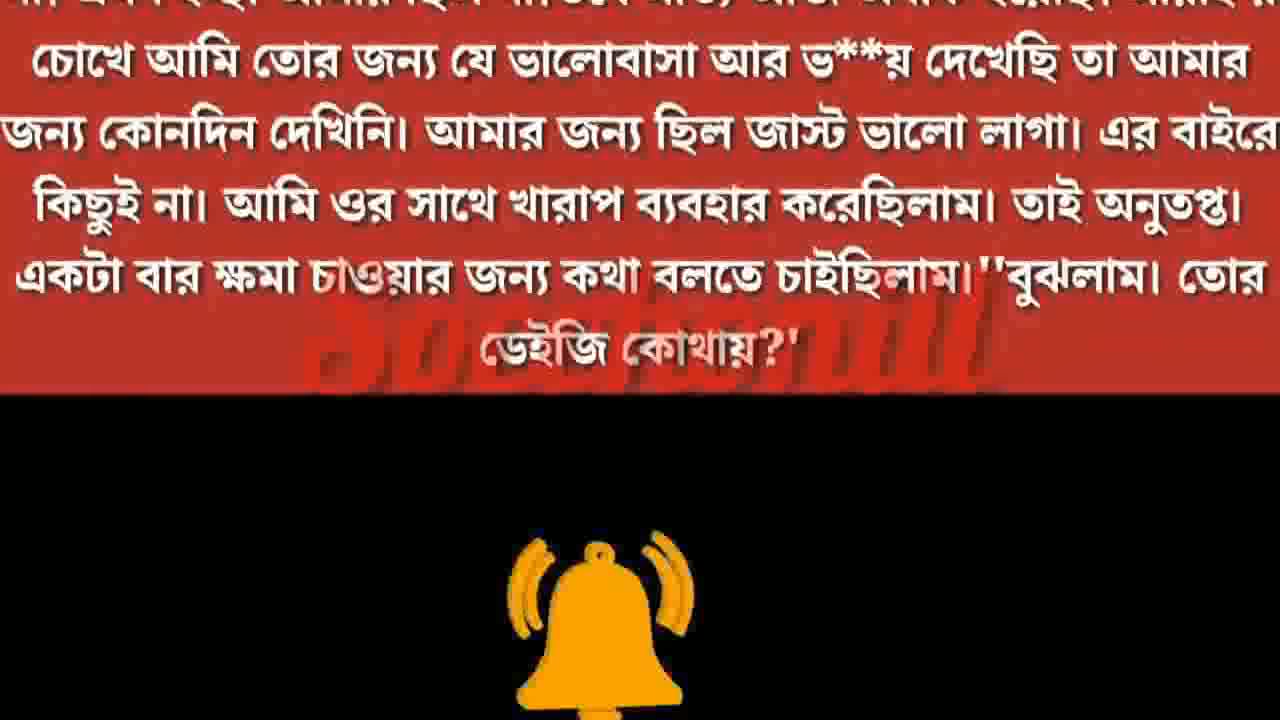 চোখে আমি তোর জন্য যে ভালোবাসা আর ভ**য় দেখেছি তা আমার
জন্য কোনদিন দেখিনি। আমার জন্য ছিল জাস্ট ভালো লাগা। এর বাইরে
কিছুই না। আমি ওর সাথে খারাপ ব্যবহার করেছিলাম। তাই অনুতপ্ত।
একটা বার ক্ষমা চাওয়ার জন্য কথা বলতে চাইছিলাম।''বুঝলাম। তোর
ডেইজি কোথায়?'